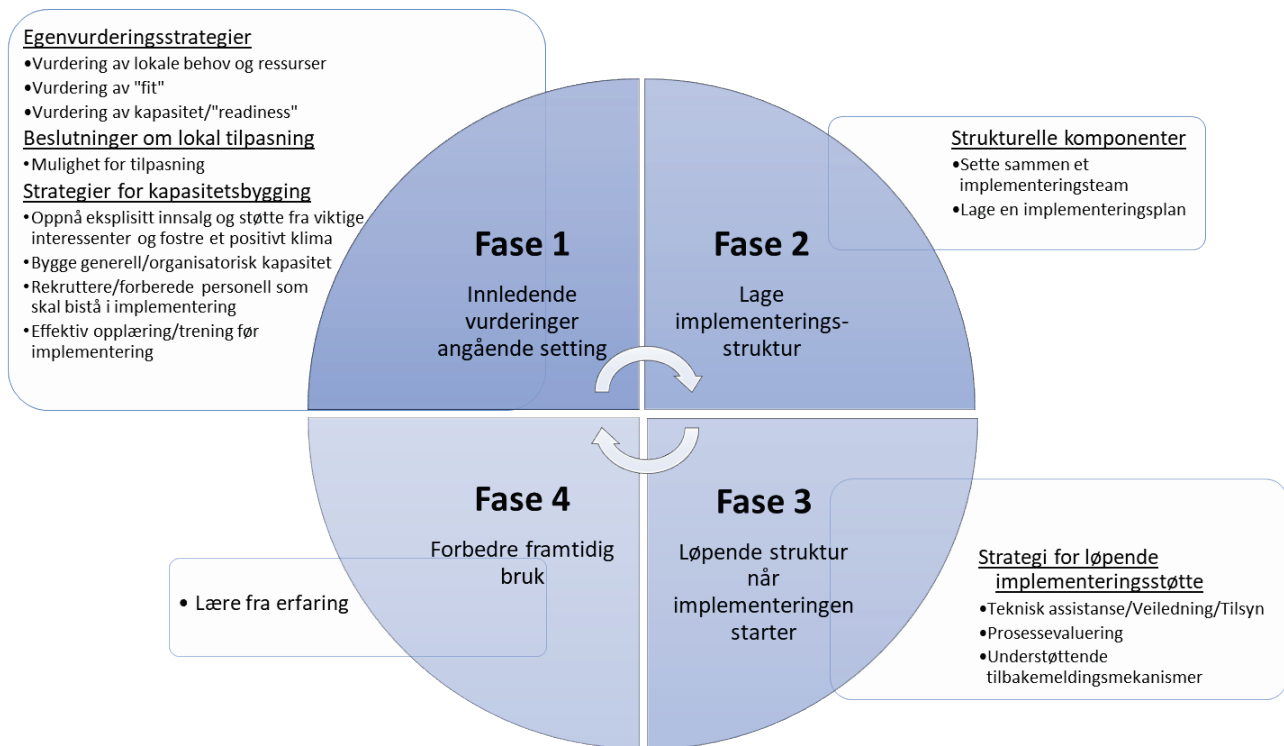 Egenvurderingsstrategier
•Vurdering av lokale behov og ressurser
•Vurdering av "fit"
•Vurdering av kapasitet/"readiness"
Beslutninger om lokal tilpasning
•Mulighet for tilpasning
Strategier for kapasitetsbygging
•Oppnå eksplisitt innsalg og støtte fra viktige
interessenter og fostre et positivt klima
•Bygge generell/organisatorisk kapasitet
•Rekruttere/forberede personell som
skal bistå i implementering
•Effektiv opplæring/trening før
implementering
Fase 1
Innledende
vurderinger
angående setting
Fase 2
Lage
implementerings-
struktur
Strukturelle komponenter
•Sette sammen et
implementeringsteam
•Lage en implementeringsplan
Fase 3
Løpende struktur
når
implementeringen
starter
Strategi for løpende
implementeringsstøtte
•Teknisk assistanse/Veiledning/Tilsyn
•Prosessevaluering
•Understøttende
tilbakemeldingsmekanismer
Fase 4
Forbedre framtidig
bruk
• Lære fra erfaring